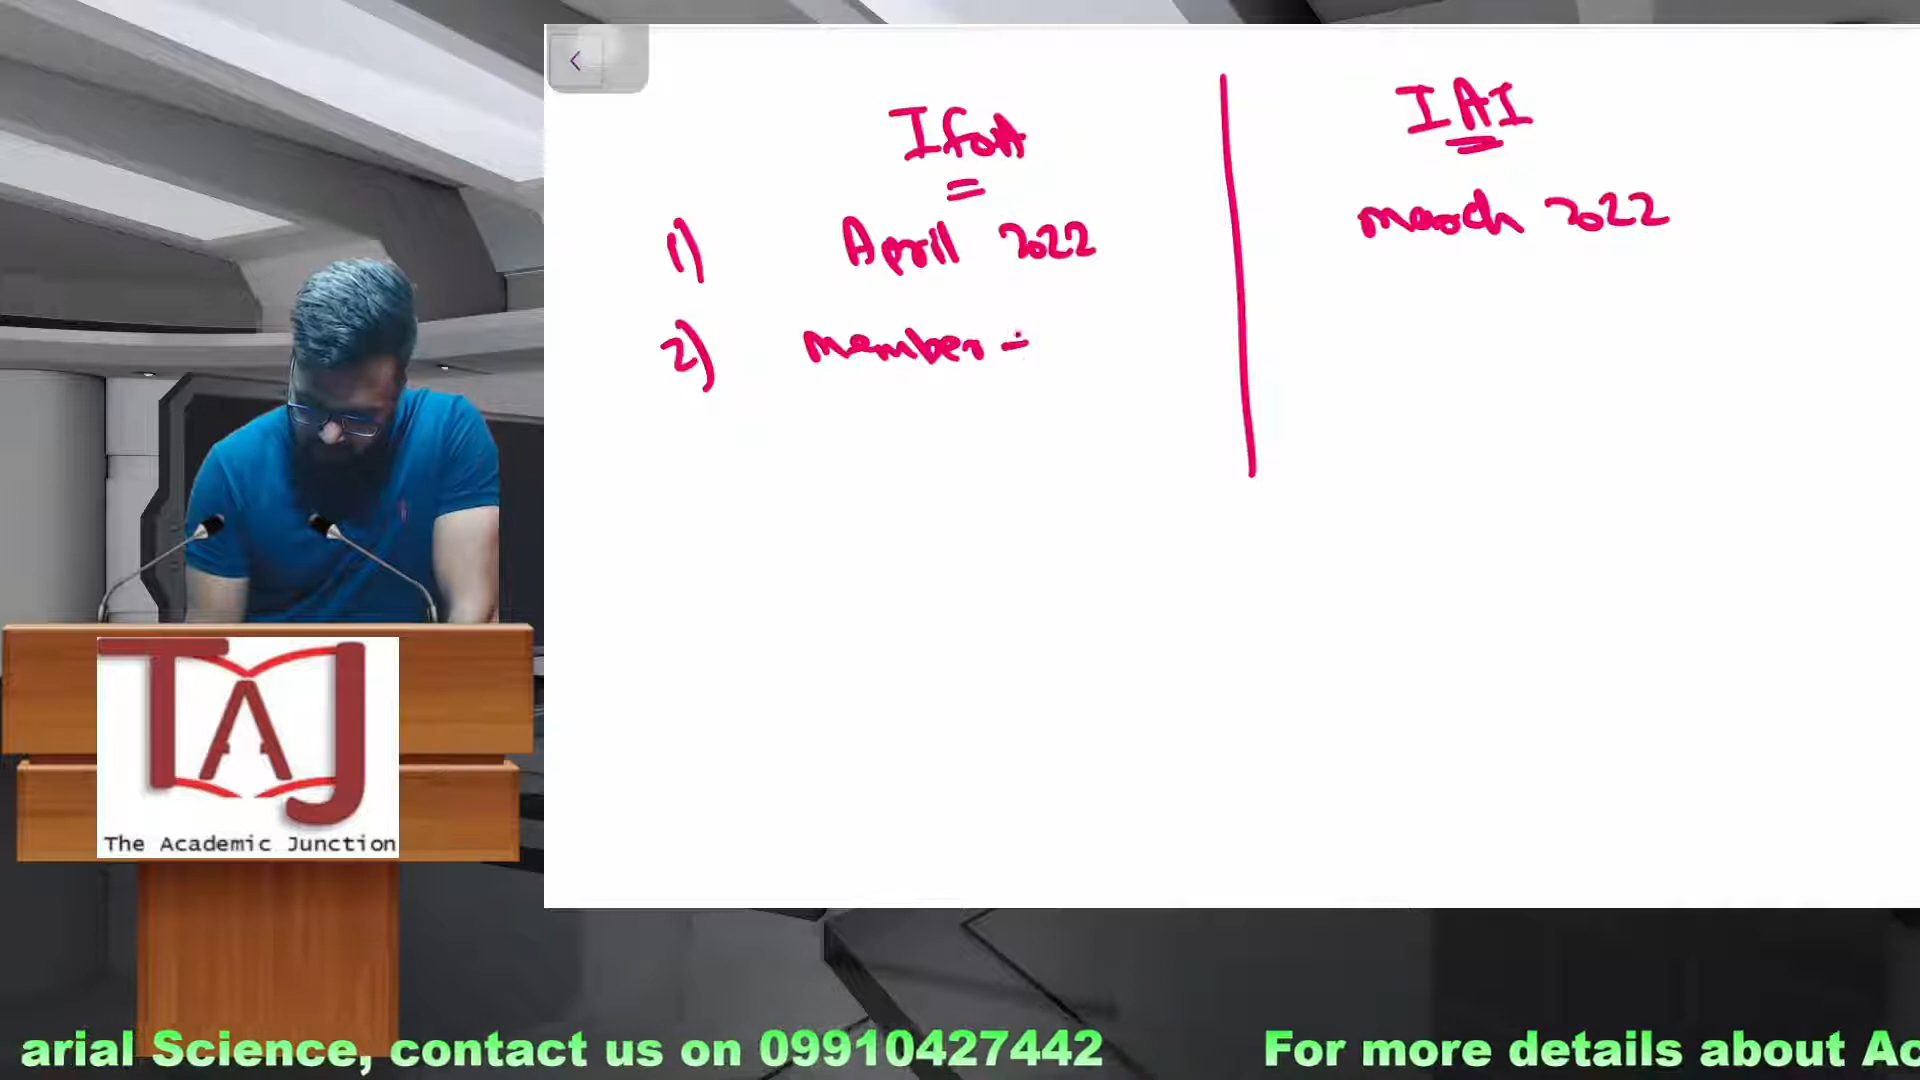 IfoA
IAI
1) April 2022
march 2022
2) member -
TAJ
The Academic Junction
arial Science, contact us on 09910427442
For more details about Ac